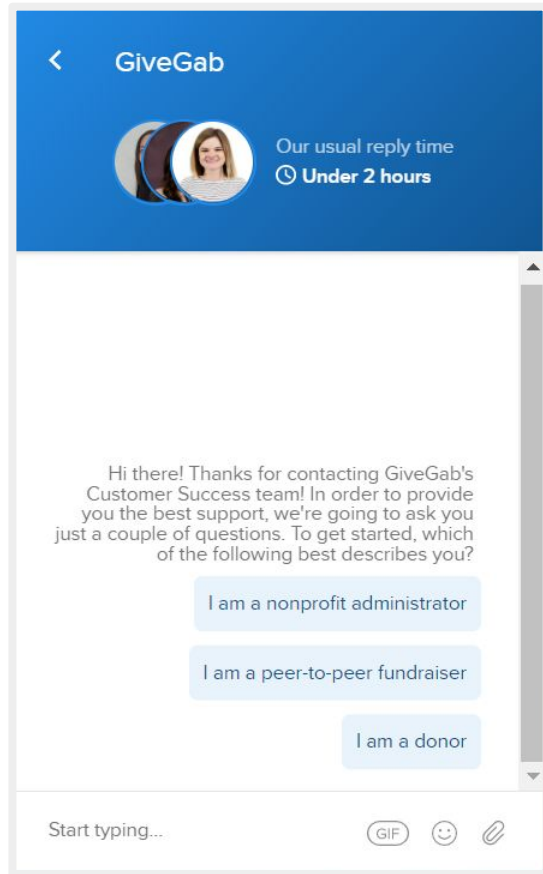 GiveGab
Our usual reply time
Under 2 hours
Hi there! Thanks for contacting GiveGab's
Customer Success team! In order to provide
you the best support, we're going to ask you
just a couple of questions. To get started, which
of the following best describes you?
I am a nonprofit administrator
I am a peer-to-peer fundraiser
I am a donor
Start typing...
GIF